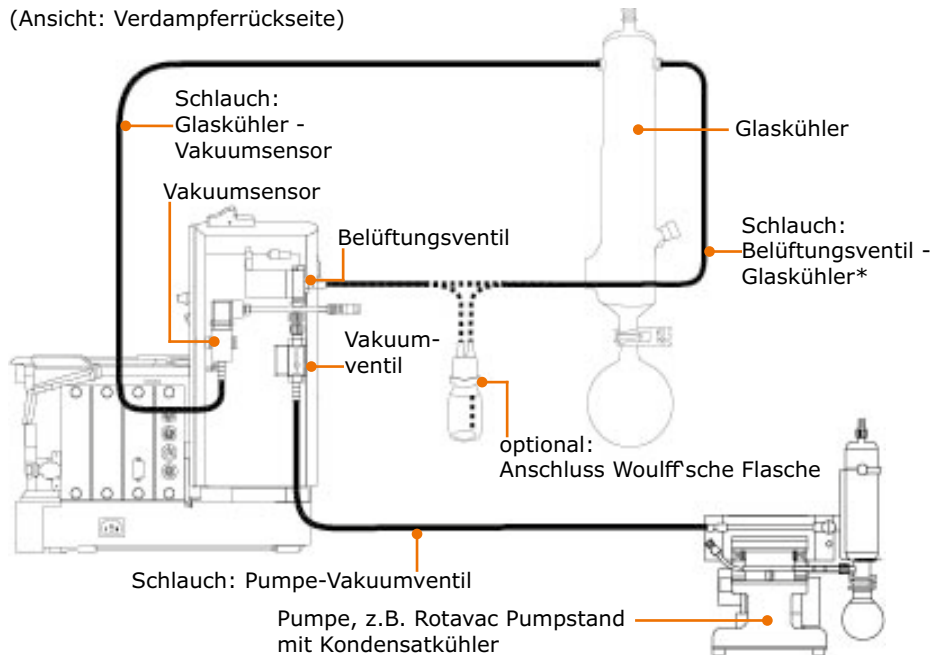 (Ansicht: Verdampferrückseite)
Schlauch:
Glaskühler -
Vakuumsensor
Glaskühler
Vakuumsensor
Belüftungsventil
Schlauch:
Belüftungsventil -
Glaskühler*
Vakuum-
ventil
optional:
Anschluss Woulff'sche Flasche
Schlauch: Pumpe-Vakuumventil
Pumpe, z.B. Rotavac Pumpstand
mit Kondensatkühler